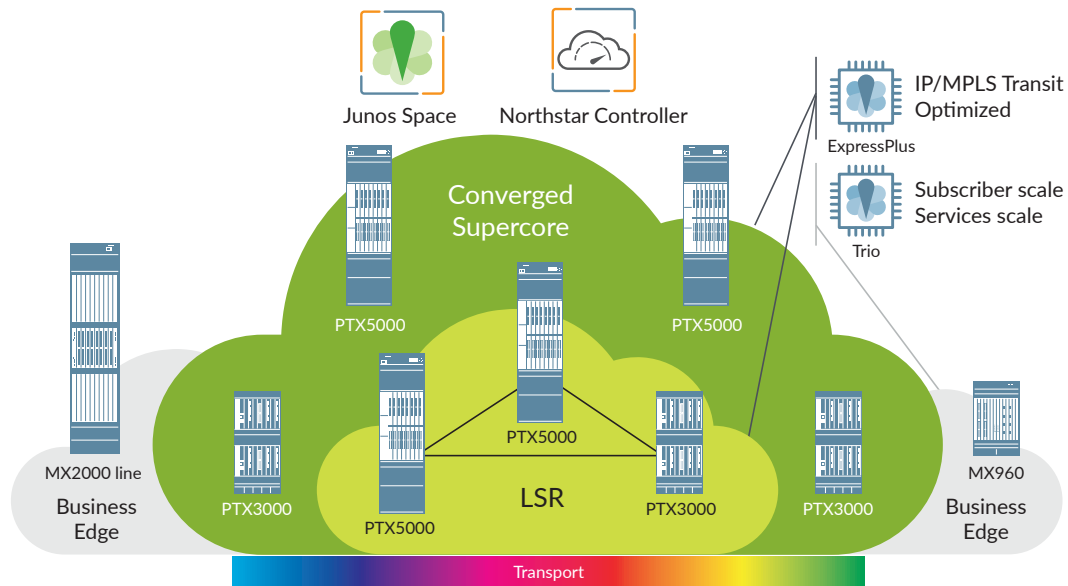 Junos Space
Northstar Controller
IP/MPLS Transit
Optimized
ExpressPlus
Subscriber scale
Services scale
Trio
Converged
Supercore
PTX5000
PTX5000
PTX5000
PTX5000
MX2000 line
Business
Edge
PTX3000
LSR
PTX3000
PTX3000
MX960
Business
Edge
Transport